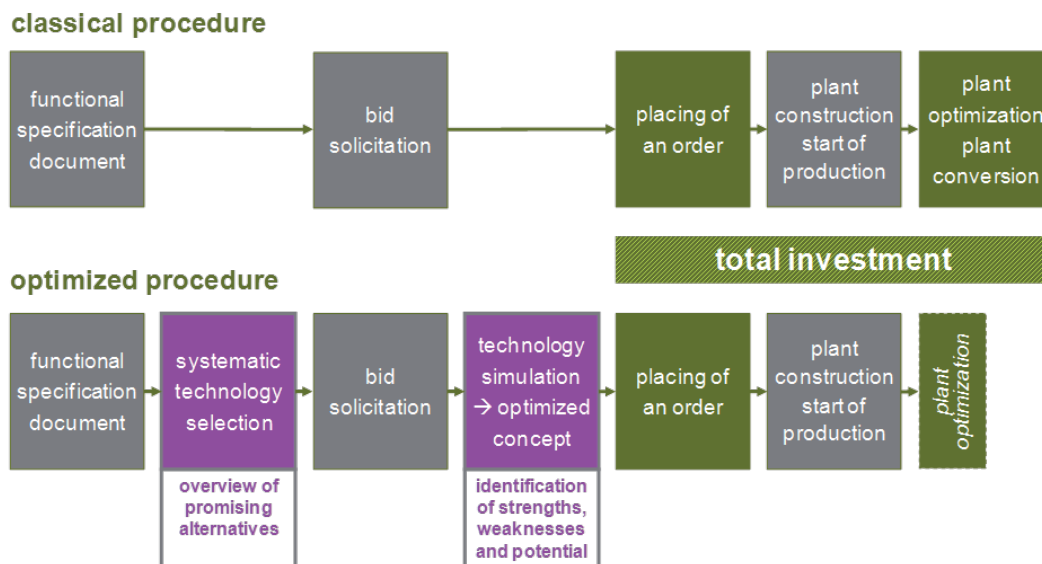 classical procedure
functional
specification
document
bid
solicitation
placing of
an order
plant
construction
start of
production
plant
optimization
plant
conversion
total investment
optimized procedure
functional
specification
document
systematic
technology
selection
bid
solicitation
technology
simulation
→ optimized
concept
placing of
an order
plant
construction
start of
production
plant
optimization
overview of
promising
alternatives
identification
of strengths,
weaknesses
and potential